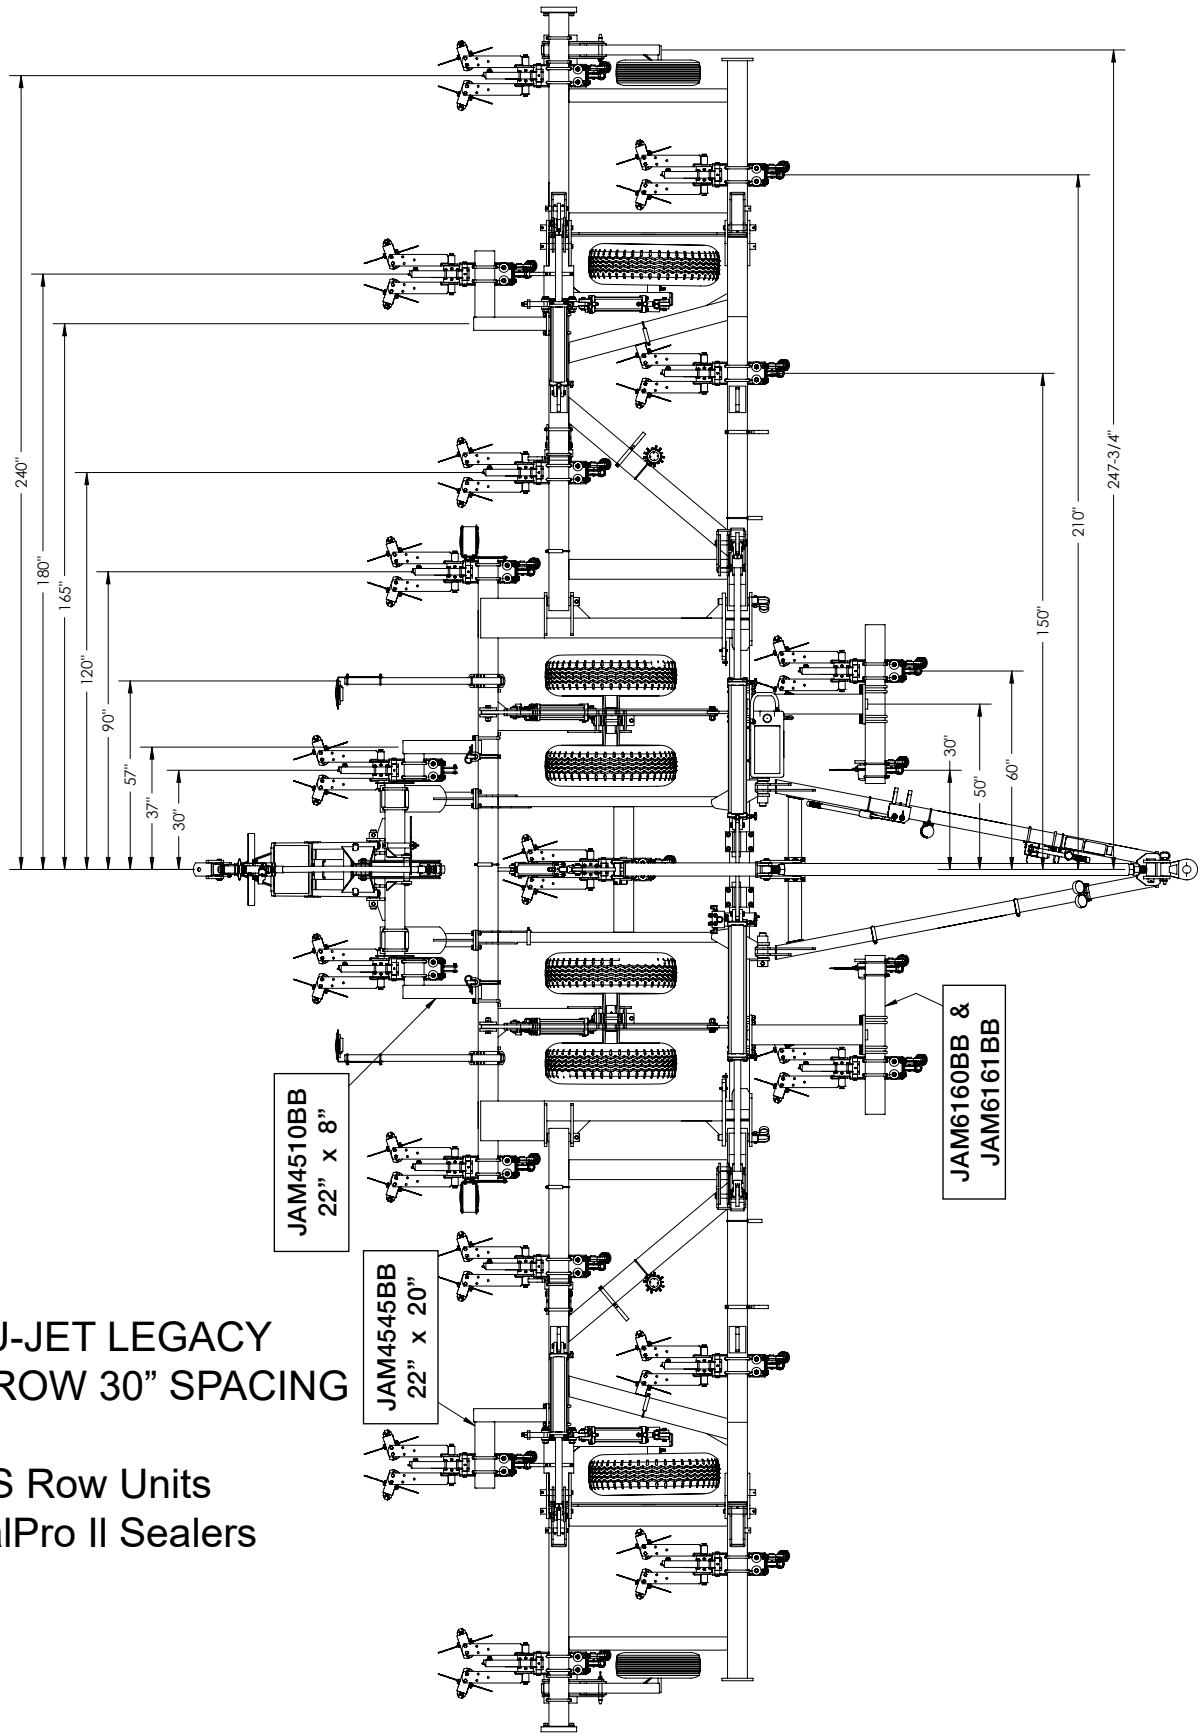 240"
180"
165"
120"
90"
57"
37"
30"
247-3/4"
210"
150"
60"
50"
30"
JAM4510BB
22” x 8”
JAM4545BB
22” x 20”
JAM6160BB &
JAM6161BB
U-JET LEGACY
ROW 30” SPACING
S Row Units
alPro II Sealers